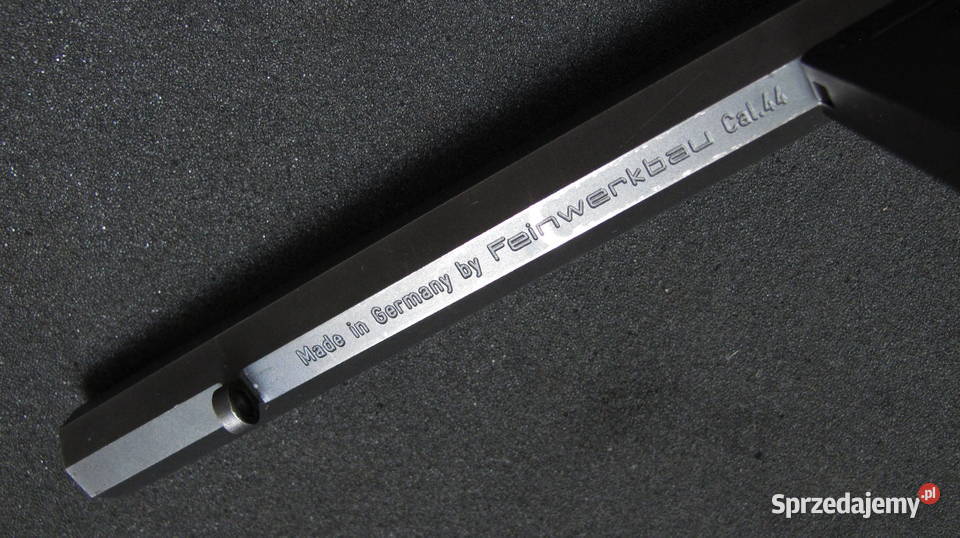 Made in Germany by Feinwerkbau Cal.44
Sprzedajemy.pl